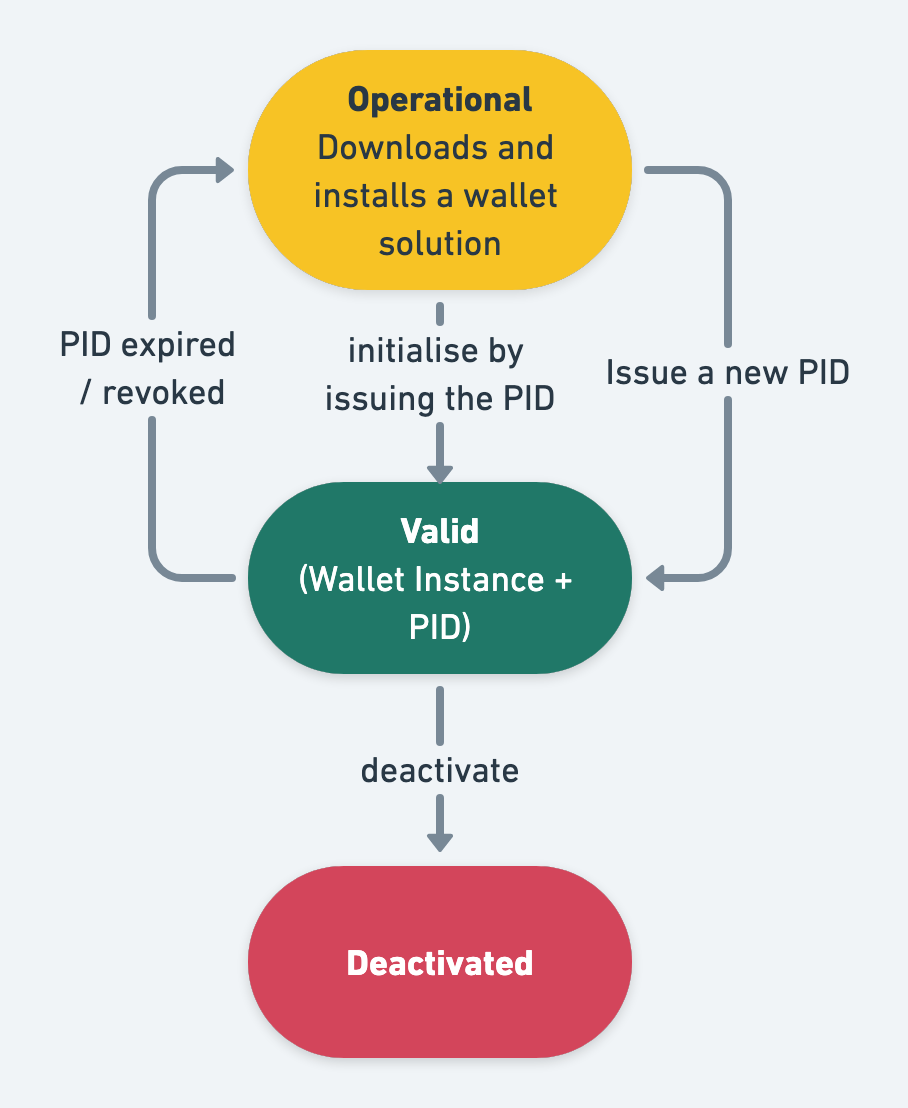 Operational
Downloads and
installs a wallet
solution
PID expired
/ revoked
initialise by
issuing the PID
Issue a new PID
Valid
(Wallet Instance +
PID)
deactivate
Deactivated